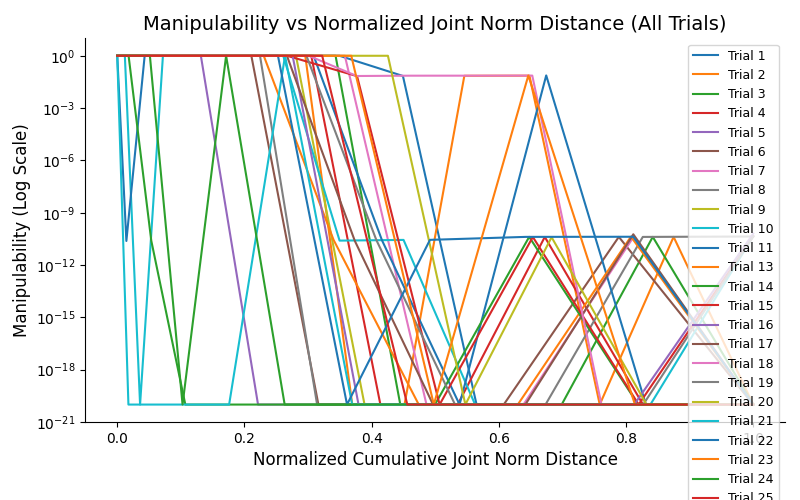 Manipulability vs Normalized Joint Norm Distance (All Trials)
Manipulability (Log Scale)
10⁰
10⁻³
10⁻⁶
10⁻⁹
10⁻¹²
10⁻¹⁵
10⁻¹⁸
10⁻²¹
0.0
0.2
0.4
0.6
0.8
Normalized Cumulative Joint Norm Distance
Trial 1
Trial 2
Trial 3
Trial 4
Trial 5
Trial 6
Trial 7
Trial 8
Trial 9
Trial 10
Trial 11
Trial 13
Trial 14
Trial 15
Trial 16
Trial 17
Trial 18
Trial 19
Trial 20
Trial 21
Trial 22
Trial 23
Trial 24
Trial 25